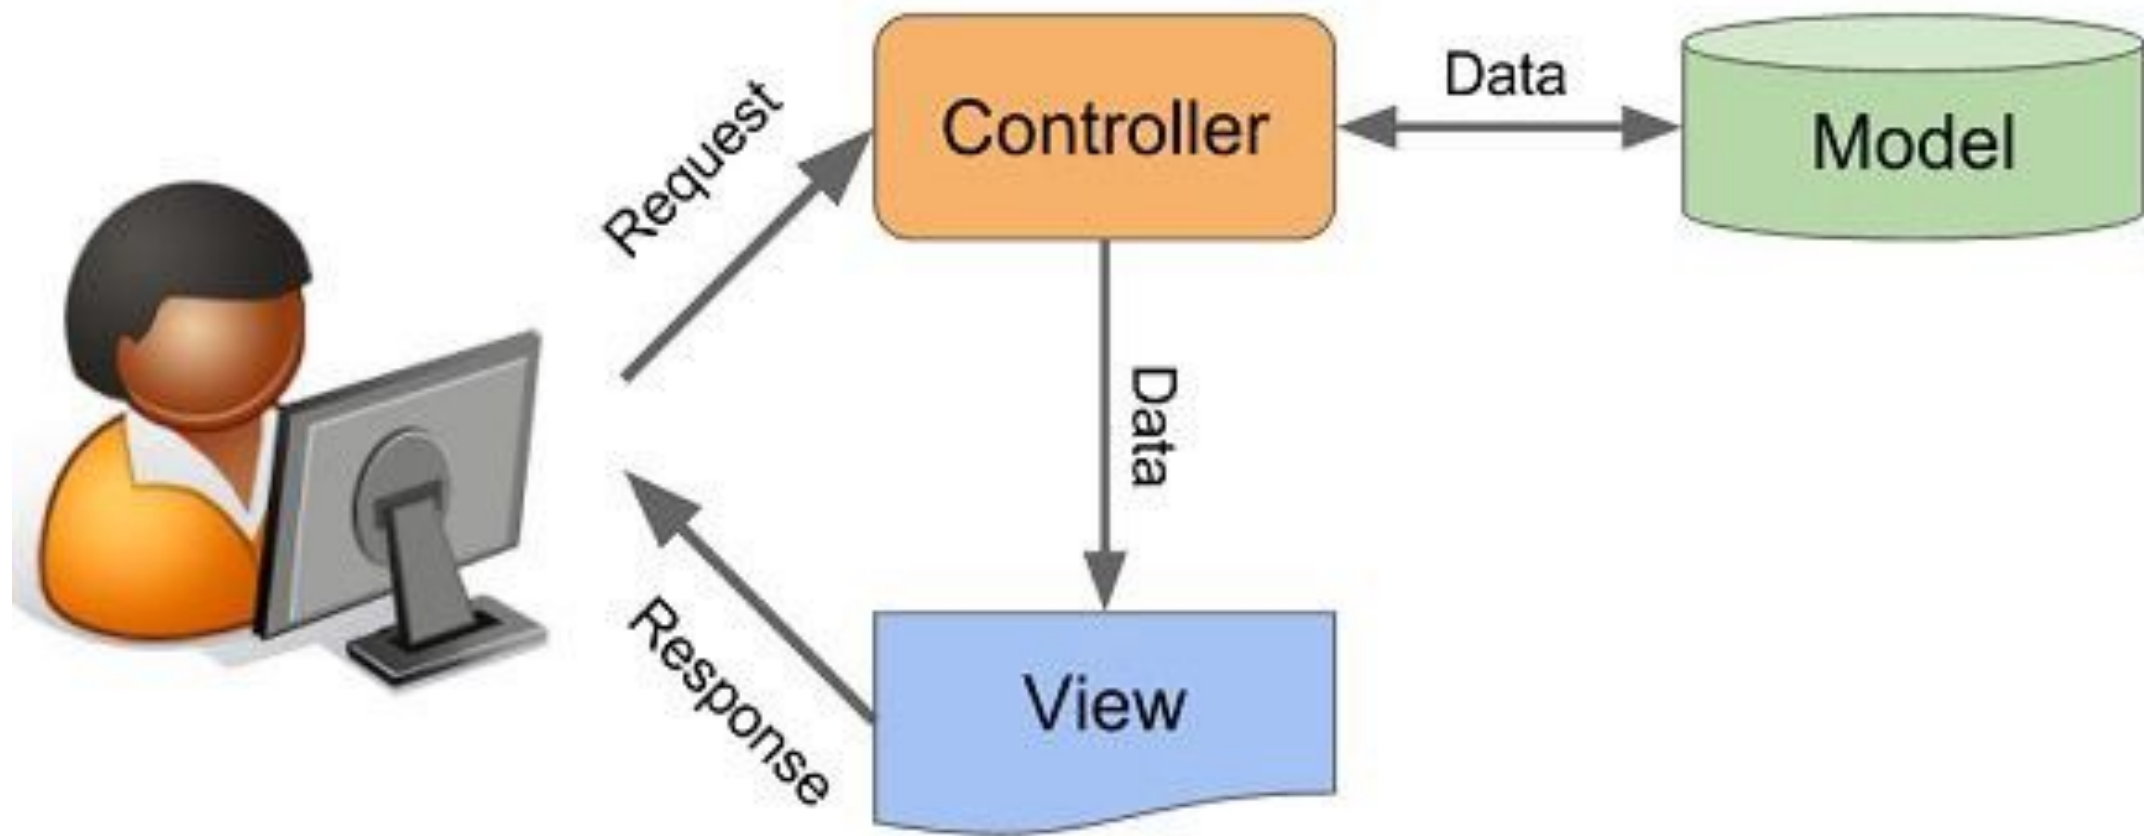 Request
Controller
Data
Model
Data
Response
View